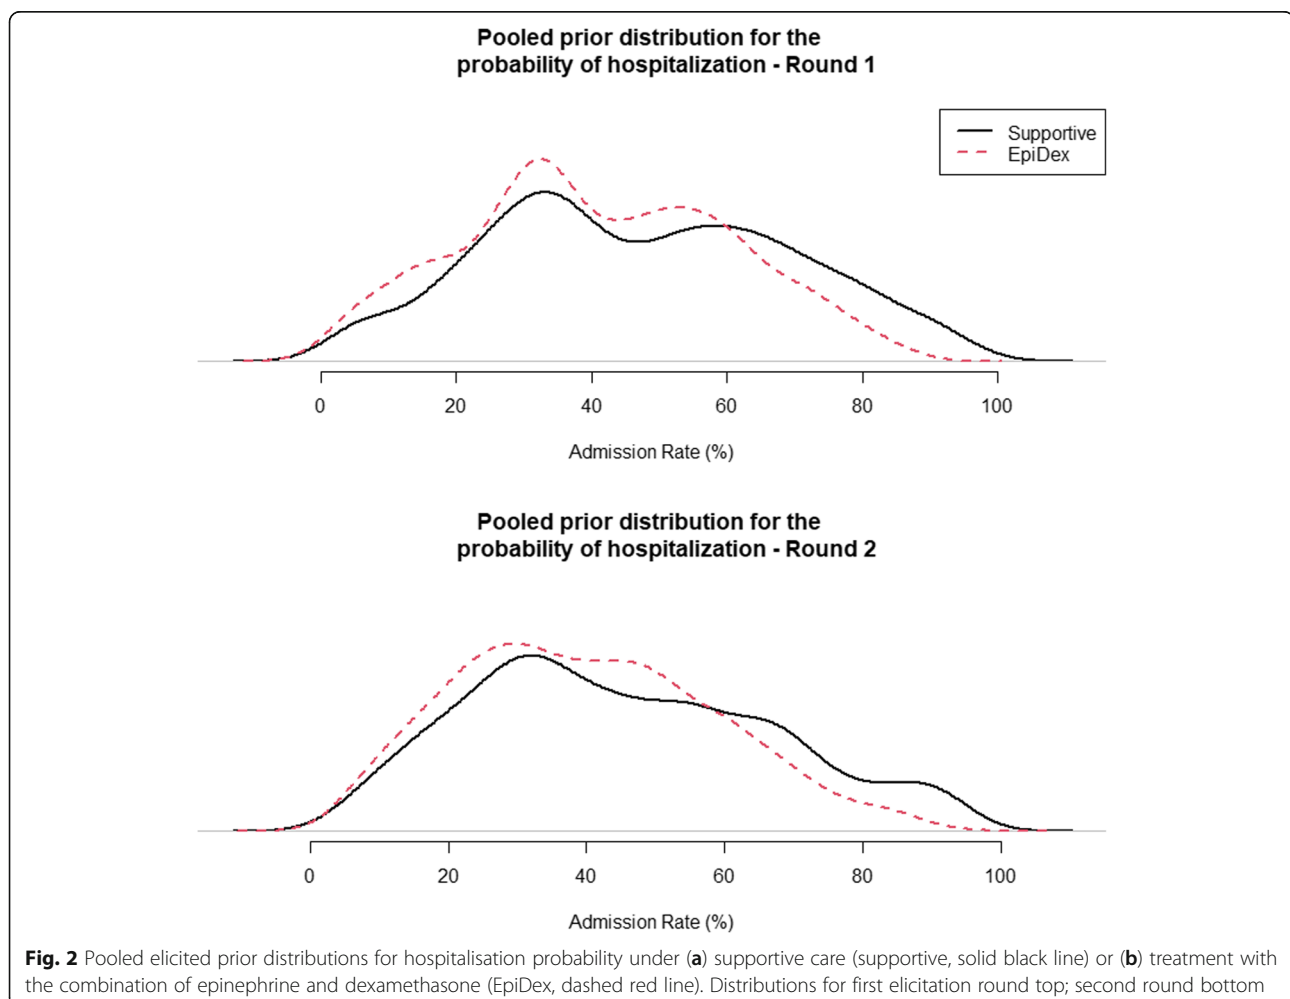 Pooled prior distribution for the
probability of hospitalization - Round 1
Supportive
EpiDex
0 20 40 60 80 100
Admission Rate (%)
Pooled prior distribution for the
probability of hospitalization - Round 2
0 20 40 60 80 100
Admission Rate (%)
Fig. 2 Pooled elicited prior distributions for hospitalisation probability under (a) supportive care (supportive, solid black line) or (b) treatment with
the combination of epinephrine and dexamethasone (EpiDex, dashed red line). Distributions for first elicitation round top; second round bottom